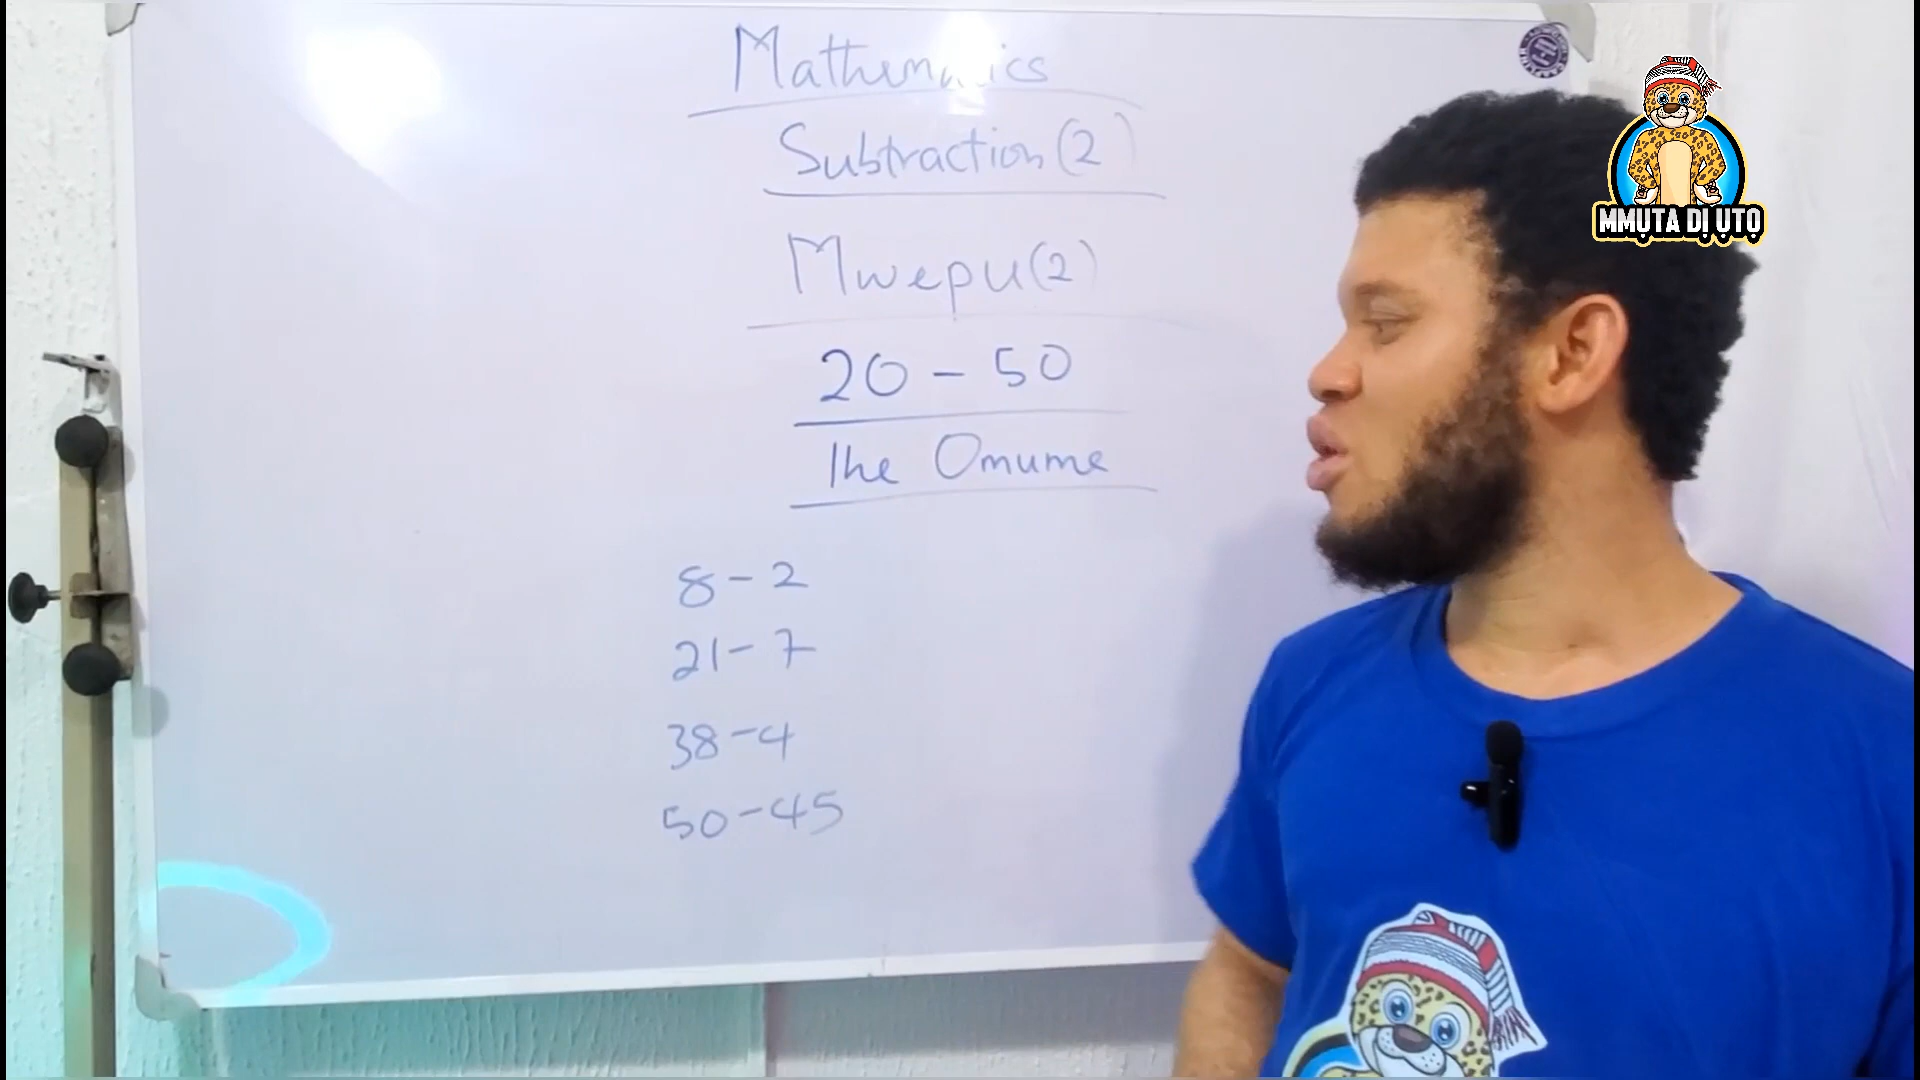 Mathematics
Subtraction (2)
Mwepu (2)
20 - 50
Ihe Omume
8 - 2
21 - 7
38 - 4
50 - 45
MMỤTA DỊ ỤTỌ